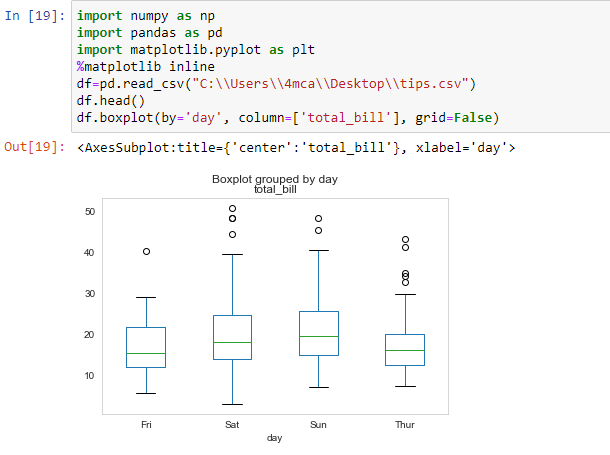 In [19]: import numpy as np
import pandas as pd
import matplotlib.pyplot as plt
%matplotlib inline
df=pd.read_csv("C:\\Users\\4mca\\Desktop\\tips.csv")
df.head()
df.boxplot(by='day', column=['total_bill'], grid=False)
Out[19]: <AxesSubplot:title={'center':'total_bill'}, xlabel='day'>
Boxplot grouped by day
total_bill
50
40
30
20
10
Fri Sat Sun Thur
day